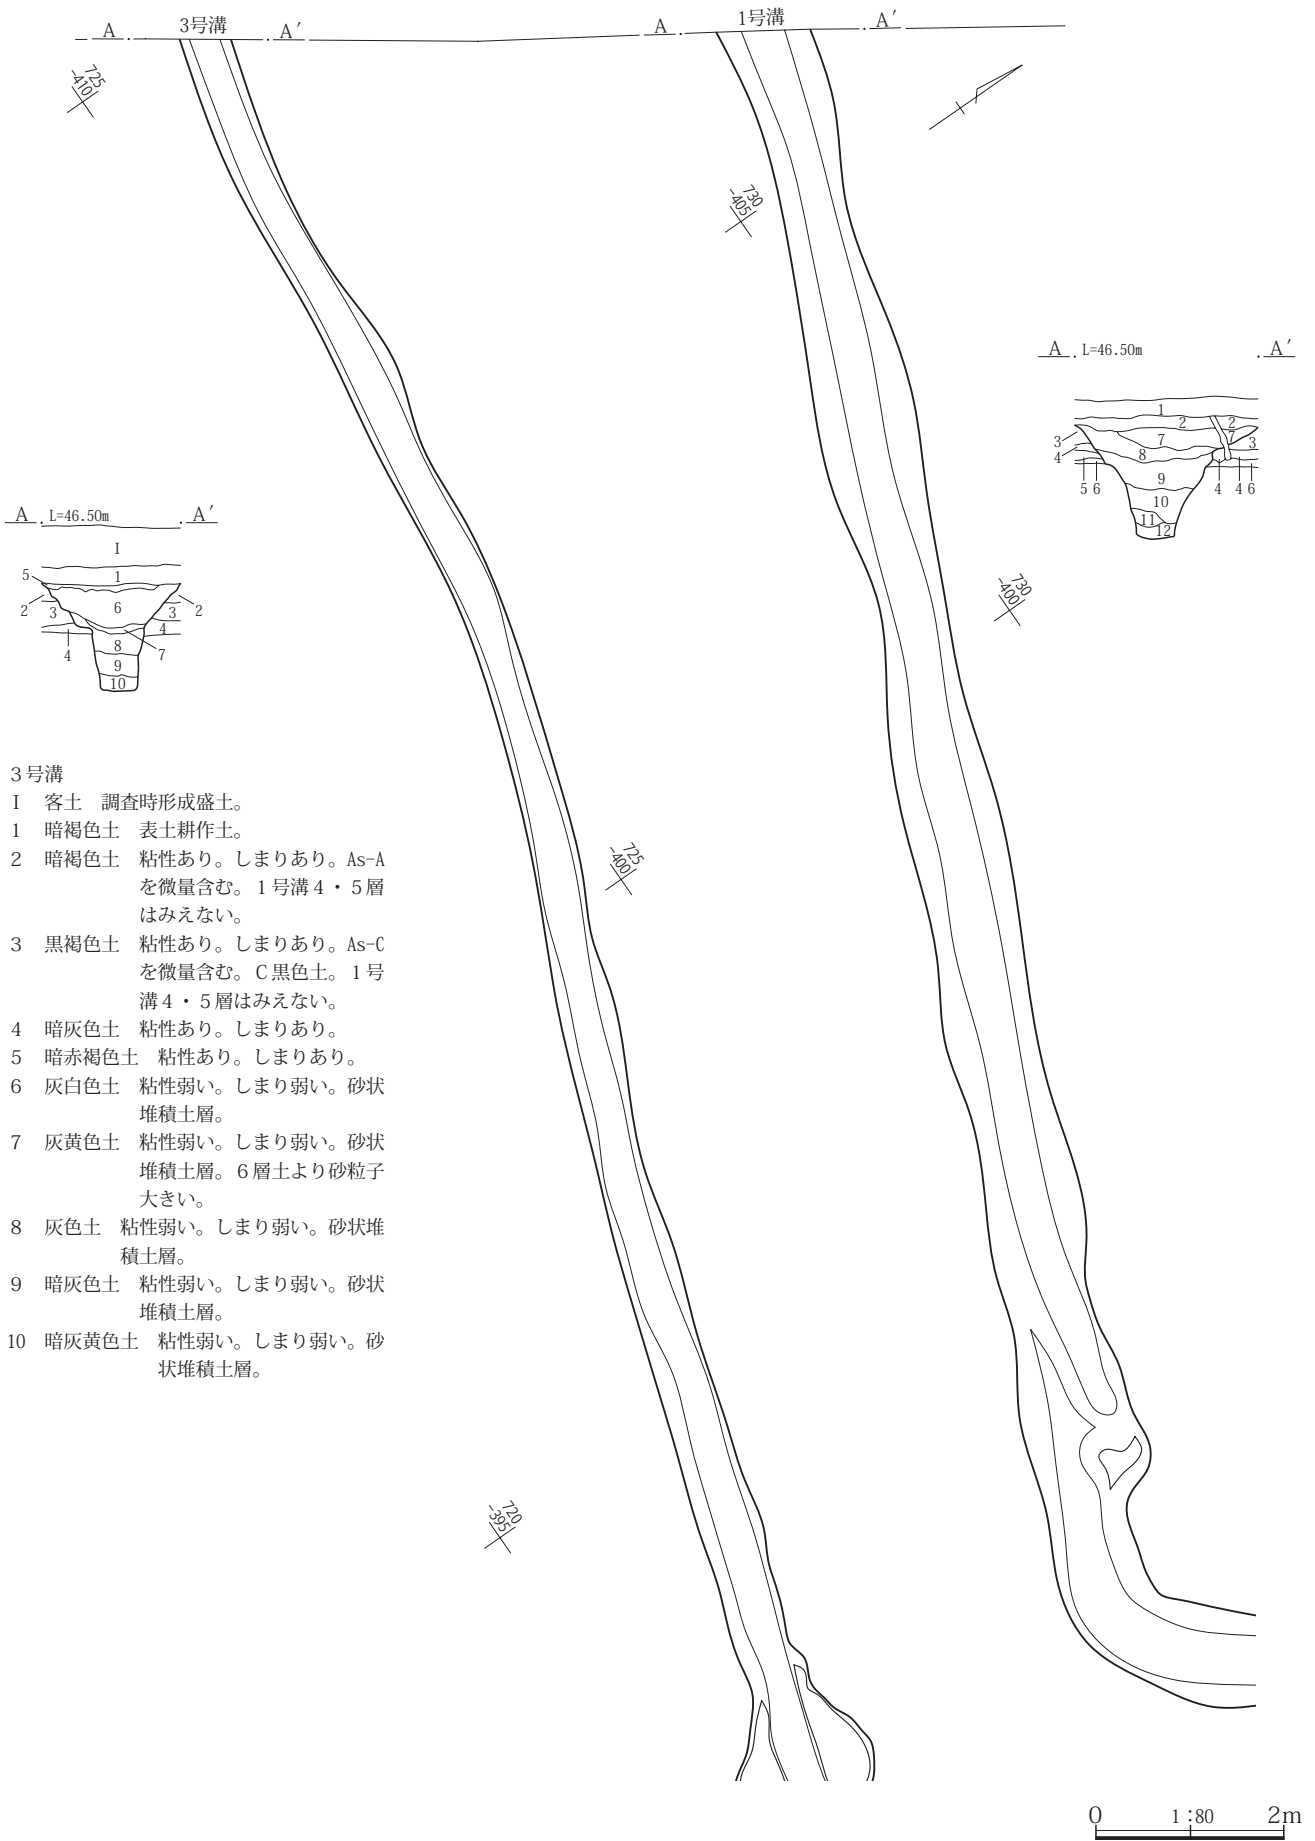 A 3号溝 A′ A 1号溝 A′
725
-410
730
-405
A L=46.50m A′
1
2 2
7 7
3 3
8
4
9
5 6 4 4 6
10
11
12
A L=46.50m A′
I
5 1
6
2 3 3 2
4
8
4 7
9
10
730
-400
3号溝
I 客土 調査時形成盛土。
1 暗褐色土 表土耕作土。
2 暗褐色土 粘性あり。しまりあり。As-A
を微量含む。1号溝4・5層
はみえない。
3 黒褐色土 粘性あり。しまりあり。As-C
を微量含む。C黒色土。1号
溝4・5層はみえない。
4 暗灰色土 粘性あり。しまりあり。
5 暗赤褐色土 粘性あり。しまりあり。
6 灰白色土 粘性弱い。しまり弱い。砂状
堆積土層。
7 灰黄色土 粘性弱い。しまり弱い。砂状
堆積土層。6層土より砂粒子
大きい。
8 灰色土 粘性弱い。しまり弱い。砂状堆
積土層。
9 暗灰色土 粘性弱い。しまり弱い。砂状
堆積土層。
10 暗灰黄色土 粘性弱い。しまり弱い。砂
状堆積土層。
725
-400
720
-395
0 1:80 2m